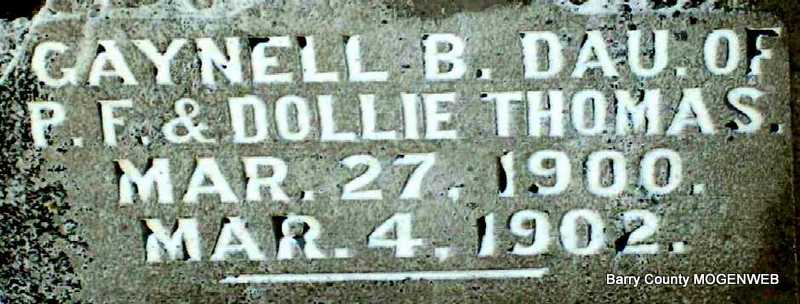 GAYNELL B. DAU. OF
P. F. & DOLLIE THOMAS.
MAR. 27, 1900.
MAR. 4, 1902.
Barry County MOGENWEB